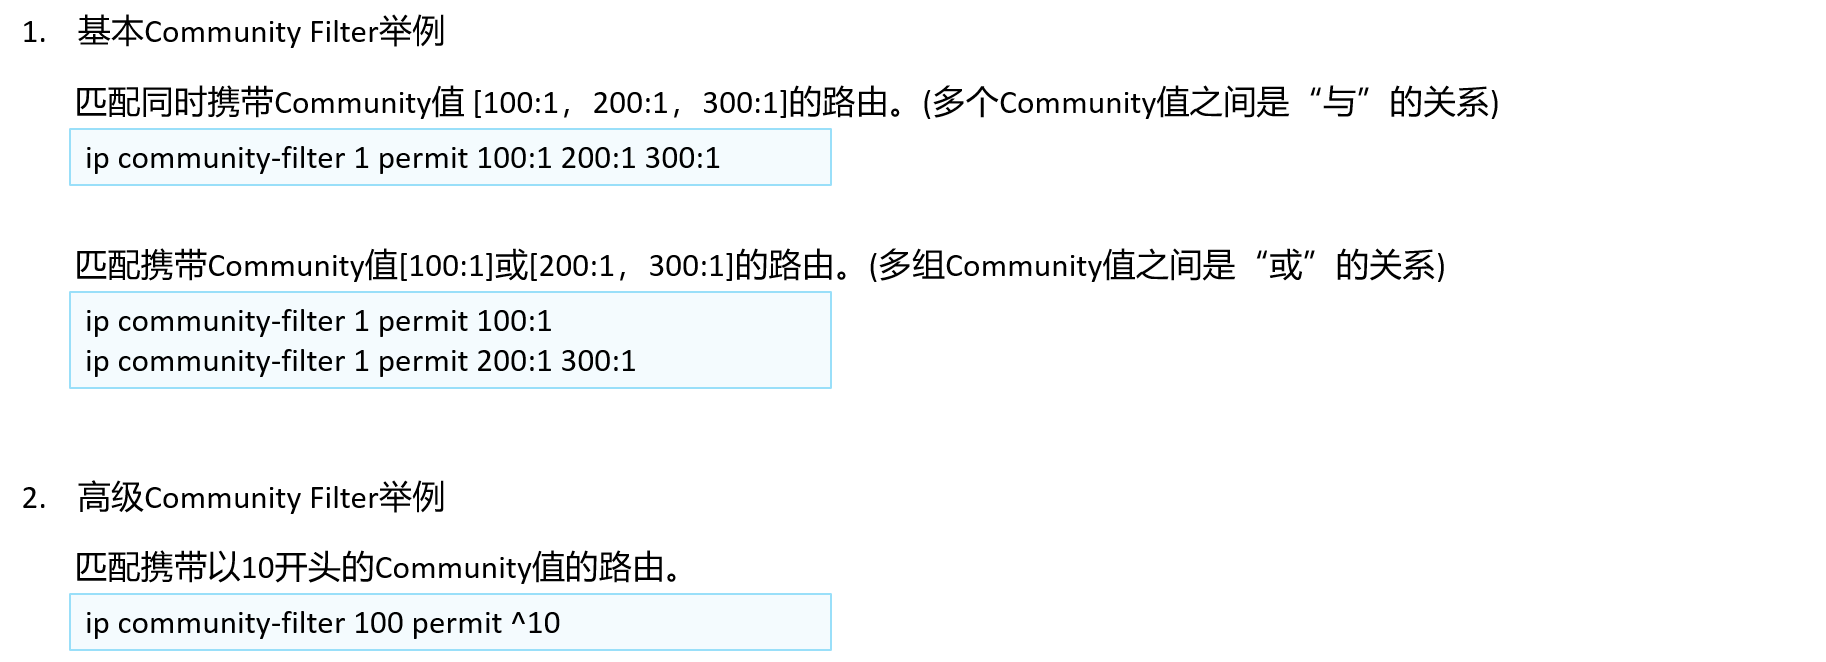 1. 基本Community Filter举例
匹配同时携带Community值 [100:1，200:1，300:1]的路由。(多个Community值之间是“与”的关系)
ip community-filter 1 permit 100:1 200:1 300:1
匹配携带Community值[100:1]或[200:1，300:1]的路由。(多组Community值之间是“或”的关系)
ip community-filter 1 permit 100:1
ip community-filter 1 permit 200:1 300:1
2. 高级Community Filter举例
匹配携带以10开头的Community值的路由。
ip community-filter 100 permit ^10